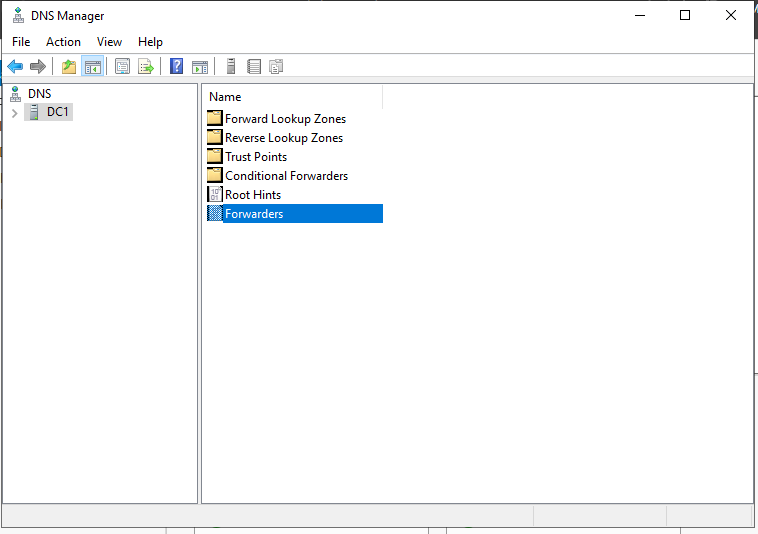 DNS Manager
File Action View Help
DNS
DC1
Name
Forward Lookup Zones
Reverse Lookup Zones
Trust Points
Conditional Forwarders
Root Hints
Forwarders